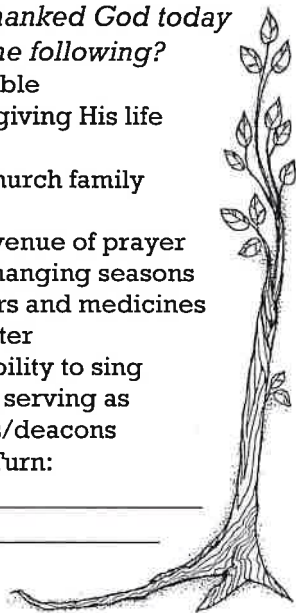 hanked God today
he following?
ble
giving His life
hurch family
venue of prayer
hanging seasons
rs and medicines
ter
bility to sing
serving as
s/deacons
Turn: